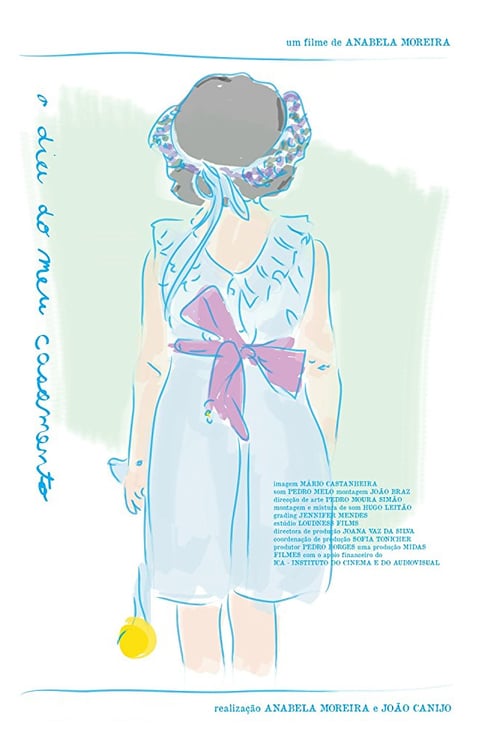 um filme de ANABELA MOREIRA
o dia do meu casamento
imagem MÁRIO CASTANHEIRA
som PEDRO MELO montagem JOÃO BRAZ
direcção de arte PEDRO MOURA SIMÃO
montagem e mistura de som HUGO LEITÃO
grading JENNIFER MENDES
estúdio LOUDNESS FILMS
directora de produção JOANA VAZ DA SILVA
coordenação de produção SOFIA TONICHER
produtor PEDRO BORGES uma produção MIDAS
FILMES com o apoio financeiro do
ICA - INSTITUTO DO CINEMA E DO AUDIOVISUAL
realização ANABELA MOREIRA e JOÃO CANIJO